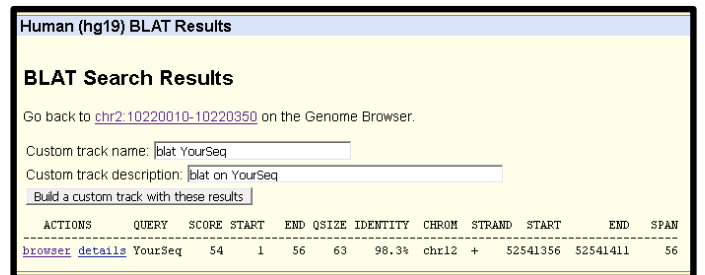 Human (hg19) BLAT Results
BLAT Search Results
Go back to chr2:10220010-10220350 on the Genome Browser.
Custom track name: blat YourSeq
Custom track description: blat on YourSeq
Build a custom track with these results
ACTIONS QUERY SCORE START END QSIZE IDENTITY CHROM STRAND START END SPAN
browser details YourSeq 54 1 56 63 98.3% chr12 + 52541356 52541411 56